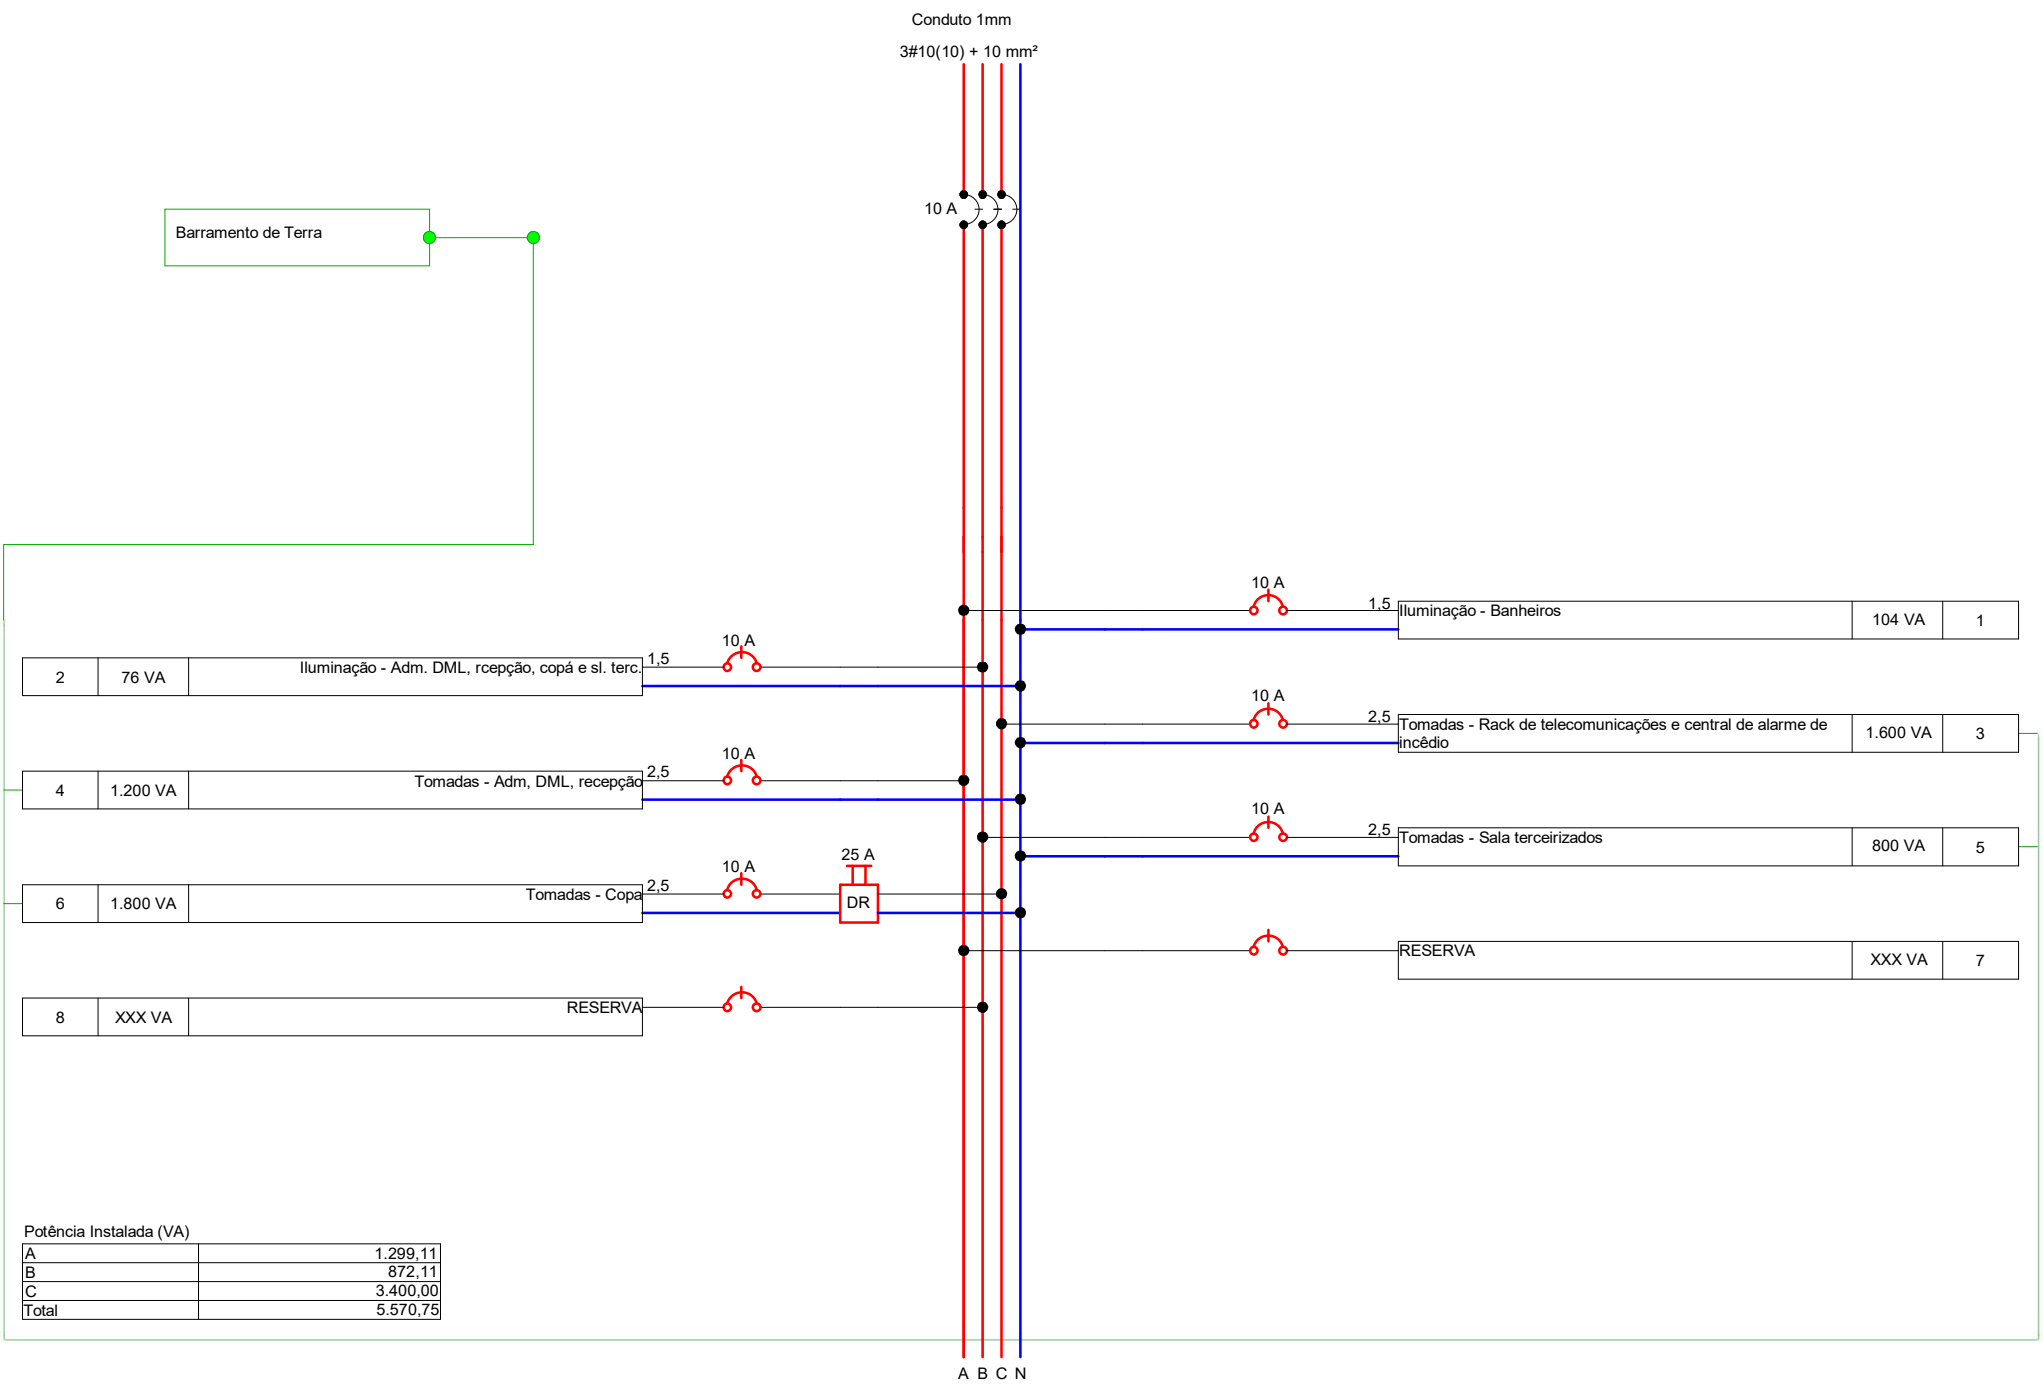 Conduto 1mm
3#10(10) + 10 mm²
10 A
Barramento de Terra
10 A
1,5
Iluminação - Banheiros
104 VA
1
2
76 VA
Iluminação - Adm. DML, rcepção, copá e sl. terc.
1,5
10 A
10 A
2,5
Tomadas - Rack de telecomunicações e central de alarme de
incêdio
1.600 VA
3
4
1.200 VA
Tomadas - Adm, DML, recepção
2,5
10 A
10 A
2,5
Tomadas - Sala terceirizados
800 VA
5
6
1.800 VA
Tomadas - Copa
2,5
10 A
25 A
DR
RESERVA
XXX VA
7
8
XXX VA
RESERVA
Potência Instalada (VA)
A 1.299,11
B 872,11
C 3.400,00
Total 5.570,75
A B C N